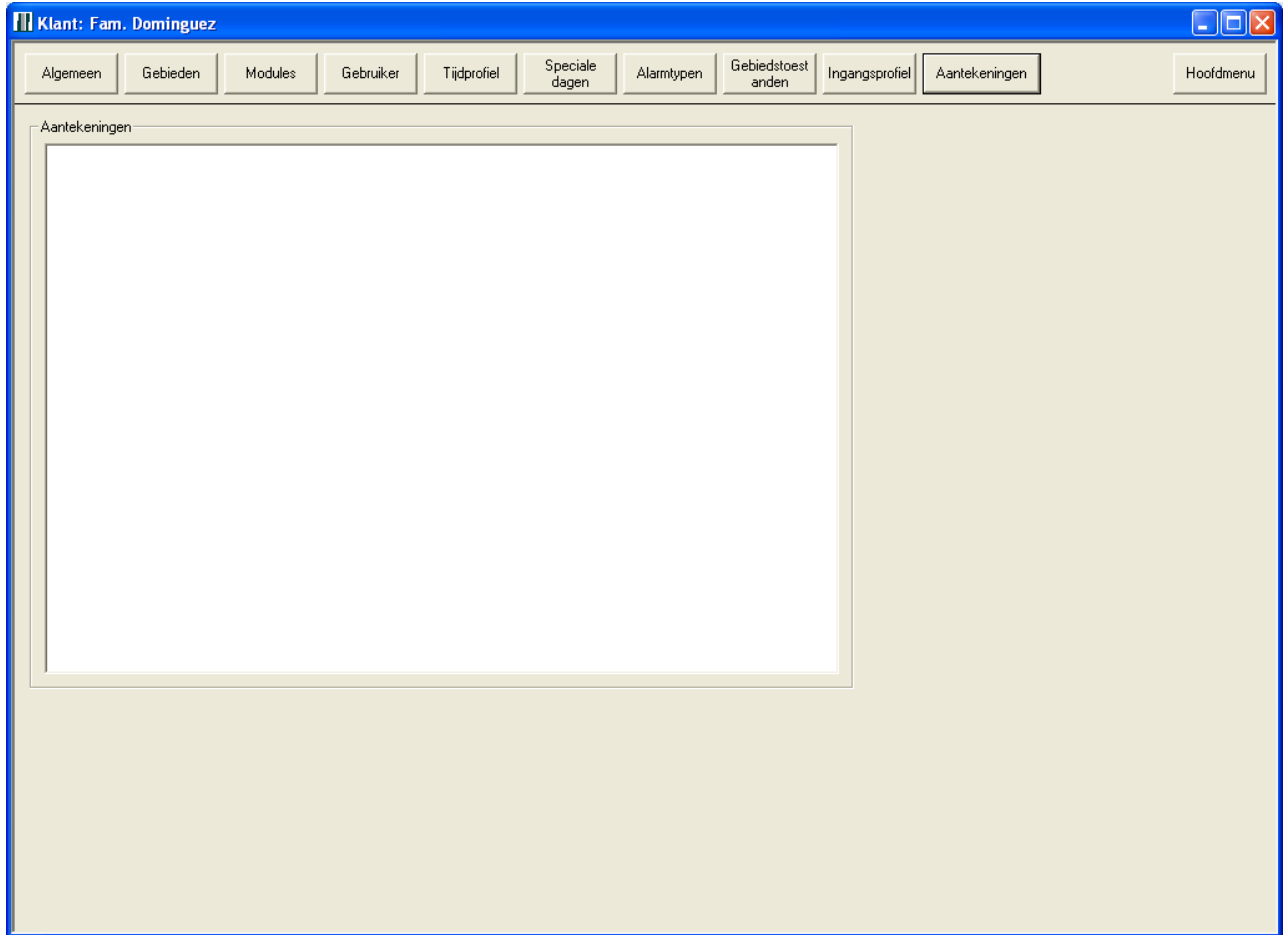 Klant: Fam. Dominguez
Algemeen
Gebieden
Modules
Gebruiker
Tijdprofiel
Speciale
dagen
Alarmtypen
Gebiedstoest
anden
Ingangsprofiel
Aantekeningen
Hoofdmenu
Aantekeningen